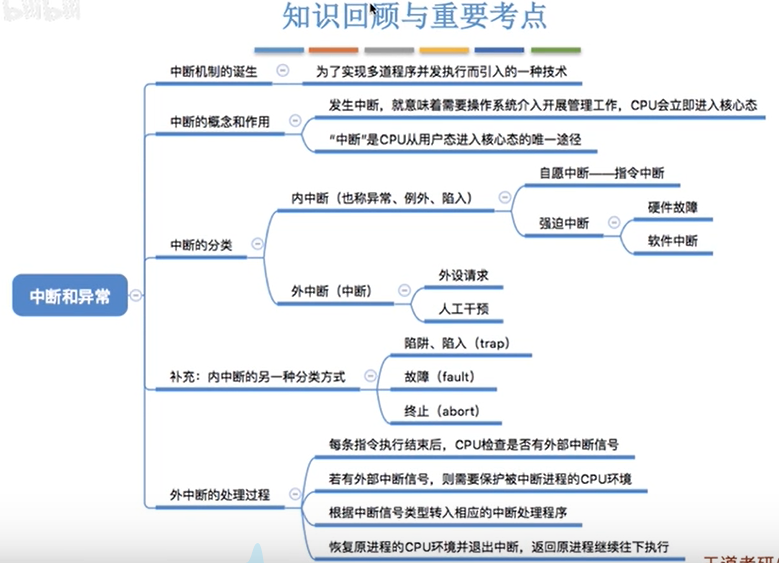 bilibili
知识回顾与重要考点
中断机制的诞生
为了实现多道程序并发执行而引入的一种技术
中断的概念和作用
发生中断，就意味着需要操作系统介入开展管理工作，CPU会立即进入核心态
“中断”是CPU从用户态进入核心态的唯一途径
中断和异常
中断的分类
内中断（也称异常、例外、陷入）
自愿中断——指令中断
强迫中断
硬件故障
软件中断
外中断（中断）
外设请求
人工干预
补充：内中断的另一种分类方式
陷阱、陷入（trap）
故障（fault）
终止（abort）
外中断的处理过程
每条指令执行结束后，CPU检查是否有外部中断信号
若有外部中断信号，则需要保护被中断进程的CPU环境
根据中断信号类型转入相应的中断处理程序
恢复原进程的CPU环境并退出中断，返回原进程继续往下执行